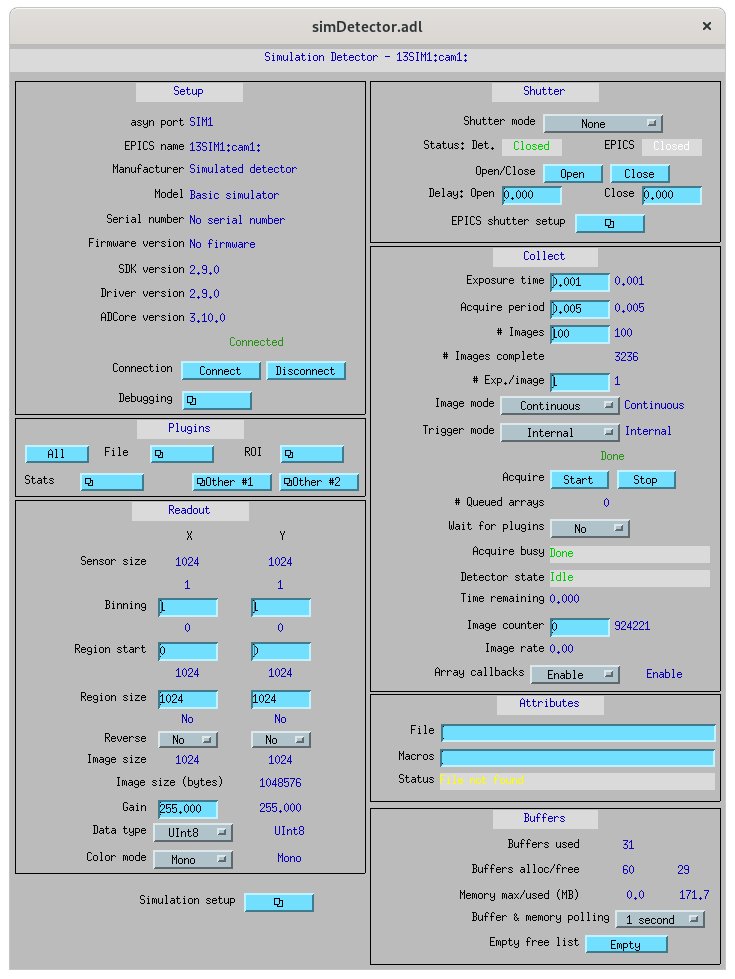 simDetector.adl ×
Simulation Detector - 13SIM1:cam1:
Setup
asyn port SIM1
EPICS name 13SIM1:cam1:
Manufacturer Simulated detector
Model Basic simulator
Serial number No serial number
Firmware version No firmware
SDK version 2.9.0
Driver version 2.9.0
ADCore version 3.10.0
Connected
Connection Connect Disconnect
Debugging
Plugins
All File ROI
Stats Other #1 Other #2
Readout
X Y
Sensor size 1024 1024
1 1
Binning 1 1
0 0
Region start 0 0
1024 1024
Region size 1024 1024
No No
Reverse No No
Image size 1024 1024
Image size (bytes) 1048576
Gain 255.000 255.000
Data type UInt8 UInt8
Color mode Mono Mono
Simulation setup
Shutter
Shutter mode None
Status: Det. Closed EPICS Closed
Open/Close Open Close
Delay: Open 0.000 Close 0.000
EPICS shutter setup
Collect
Exposure time 0.001 0.001
Acquire period 0.005 0.005
# Images 100 100
# Images complete 3236
# Exp./image 1 1
Image mode Continuous Continuous
Trigger mode Internal Internal
Done
Acquire Start Stop
# Queued arrays 0
Wait for plugins No
Acquire busy Done
Detector state Idle
Time remaining 0.000
Image counter 0 924221
Image rate 0.00
Array callbacks Enable Enable
Attributes
File
Macros
Status File not found
Buffers
Buffers used 31
Buffers alloc/free 60 29
Memory max/used (MB) 0.0 171.7
Buffer & memory polling 1 second
Empty free list Empty